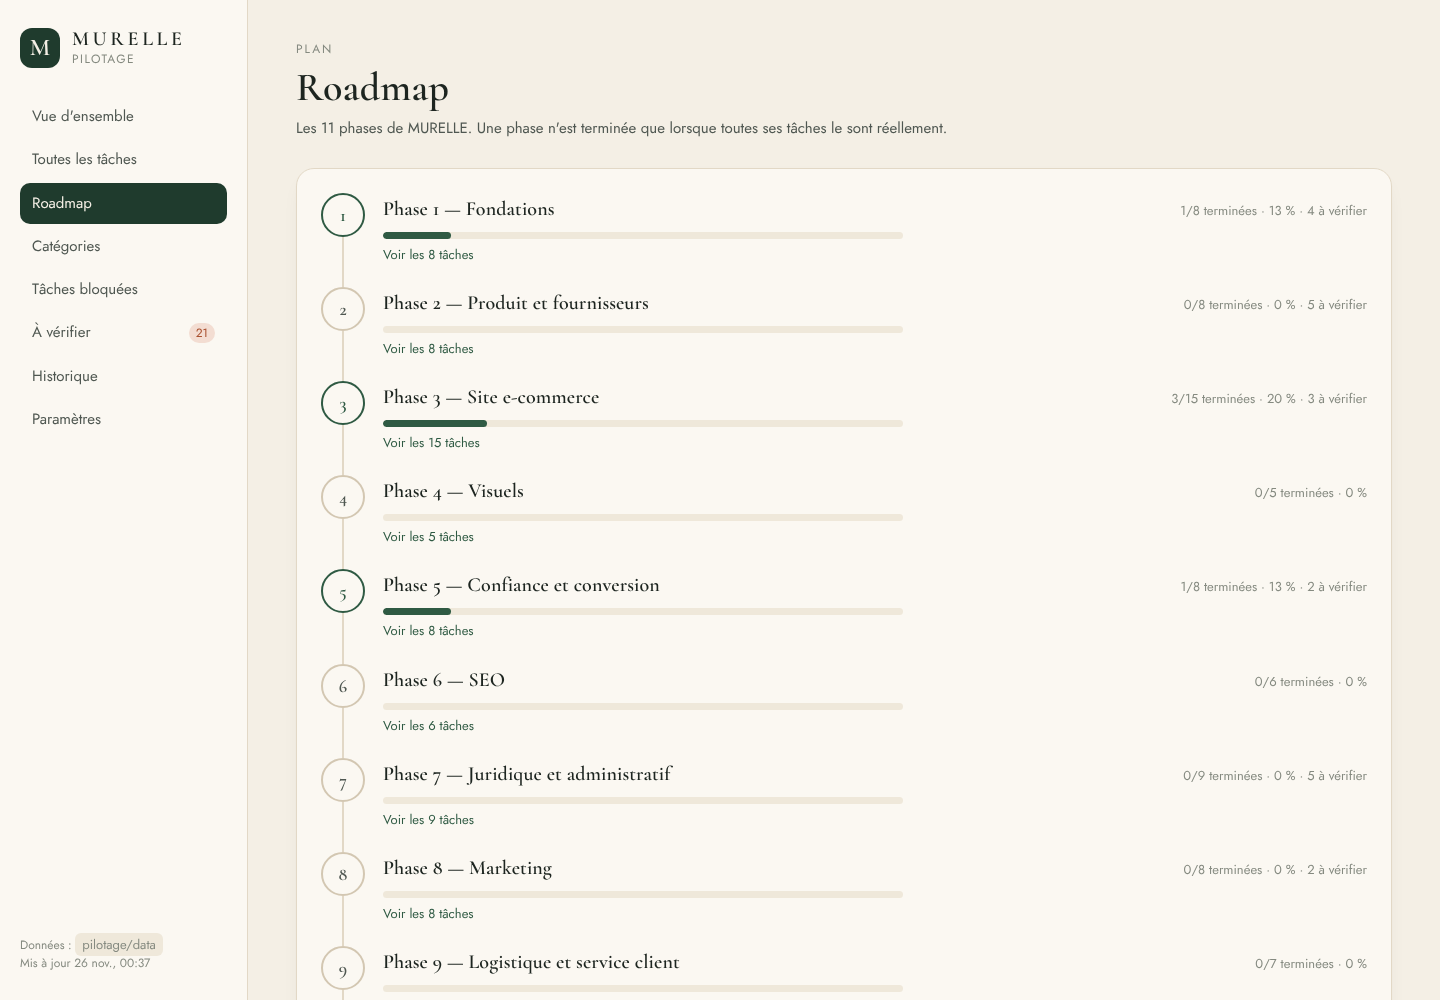 M
MURELLE
PILOTAGE
Vue d'ensemble
Toutes les tâches
Roadmap
Catégories
Tâches bloquées
À vérifier 21
Historique
Paramètres
Données : pilotage/data
Mis à jour 26 nov., 00:37
PLAN
Roadmap
Les 11 phases de MURELLE. Une phase n'est terminée que lorsque toutes ses tâches le sont réellement.
1 Phase 1 — Fondations 1/8 terminées · 13 % · 4 à vérifier
Voir les 8 tâches
2 Phase 2 — Produit et fournisseurs 0/8 terminées · 0 % · 5 à vérifier
Voir les 8 tâches
3 Phase 3 — Site e-commerce 3/15 terminées · 20 % · 3 à vérifier
Voir les 15 tâches
4 Phase 4 — Visuels 0/5 terminées · 0 %
Voir les 5 tâches
5 Phase 5 — Confiance et conversion 1/8 terminées · 13 % · 2 à vérifier
Voir les 8 tâches
6 Phase 6 — SEO 0/6 terminées · 0 %
Voir les 6 tâches
7 Phase 7 — Juridique et administratif 0/9 terminées · 0 % · 5 à vérifier
Voir les 9 tâches
8 Phase 8 — Marketing 0/8 terminées · 0 % · 2 à vérifier
Voir les 8 tâches
9 Phase 9 — Logistique et service client 0/7 terminées · 0 %